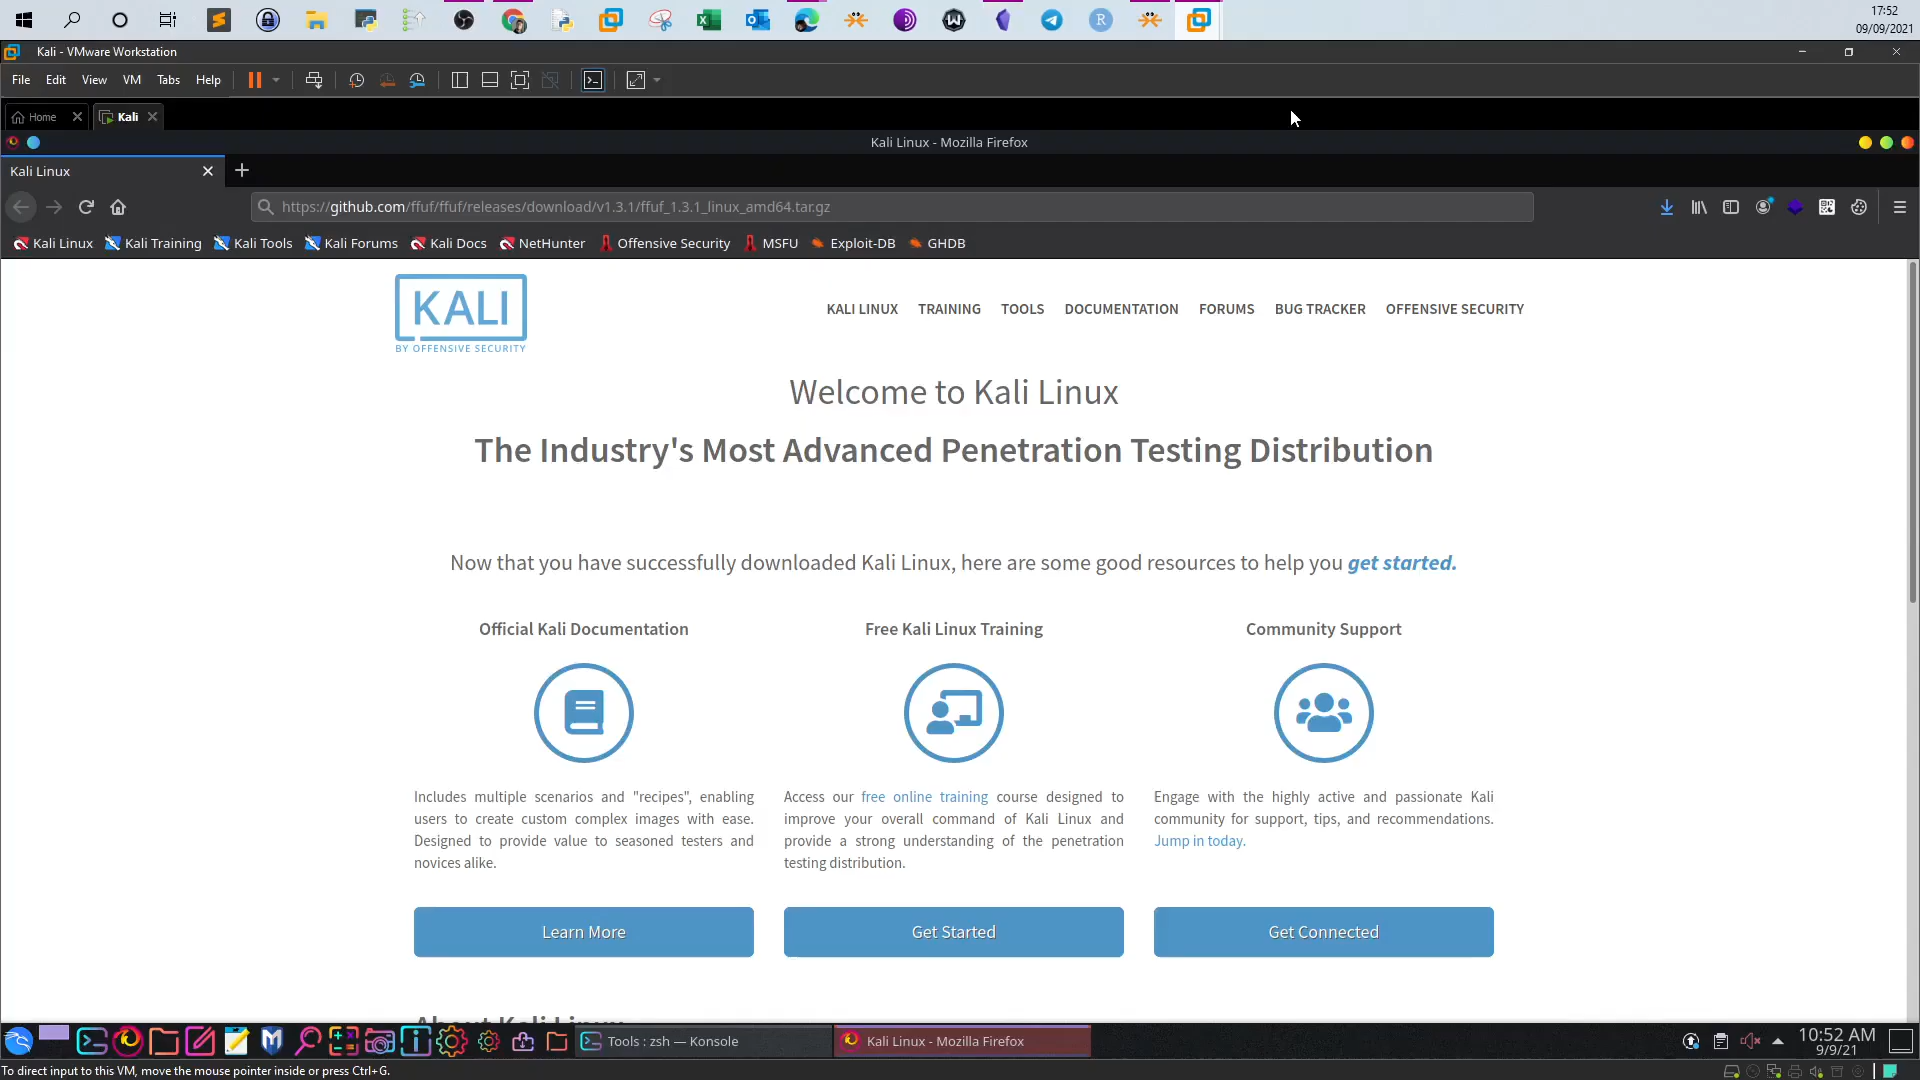 17:52
09/09/2021
Kali - VMware Workstation
File Edit View VM Tabs Help
Home Kali
Kali Linux - Mozilla Firefox
Kali Linux
https://github.com/ffuf/ffuf/releases/download/v1.3.1/ffuf_1.3.1_linux_amd64.tar.gz
Kali Linux Kali Training Kali Tools Kali Forums Kali Docs NetHunter Offensive Security MSFU Exploit-DB GHDB
KALI
BY OFFENSIVE SECURITY
KALI LINUX TRAINING TOOLS DOCUMENTATION FORUMS BUG TRACKER OFFENSIVE SECURITY
Welcome to Kali Linux
The Industry's Most Advanced Penetration Testing Distribution
Now that you have successfully downloaded Kali Linux, here are some good resources to help you get started.
Official Kali Documentation
Includes multiple scenarios and "recipes", enabling
users to create custom complex images with ease.
Designed to provide value to seasoned testers and
novices alike.
Learn More
Free Kali Linux Training
Access our free online training course designed to
improve your overall command of Kali Linux and
provide a strong understanding of the penetration
testing distribution.
Get Started
Community Support
Engage with the highly active and passionate Kali
community for support, tips, and recommendations.
Jump in today.
Get Connected
About Kali Linux
Tools : zsh — Konsole
Kali Linux - Mozilla Firefox
10:52 AM
9/9/21
To direct input to this VM, move the mouse pointer inside or press Ctrl+G.